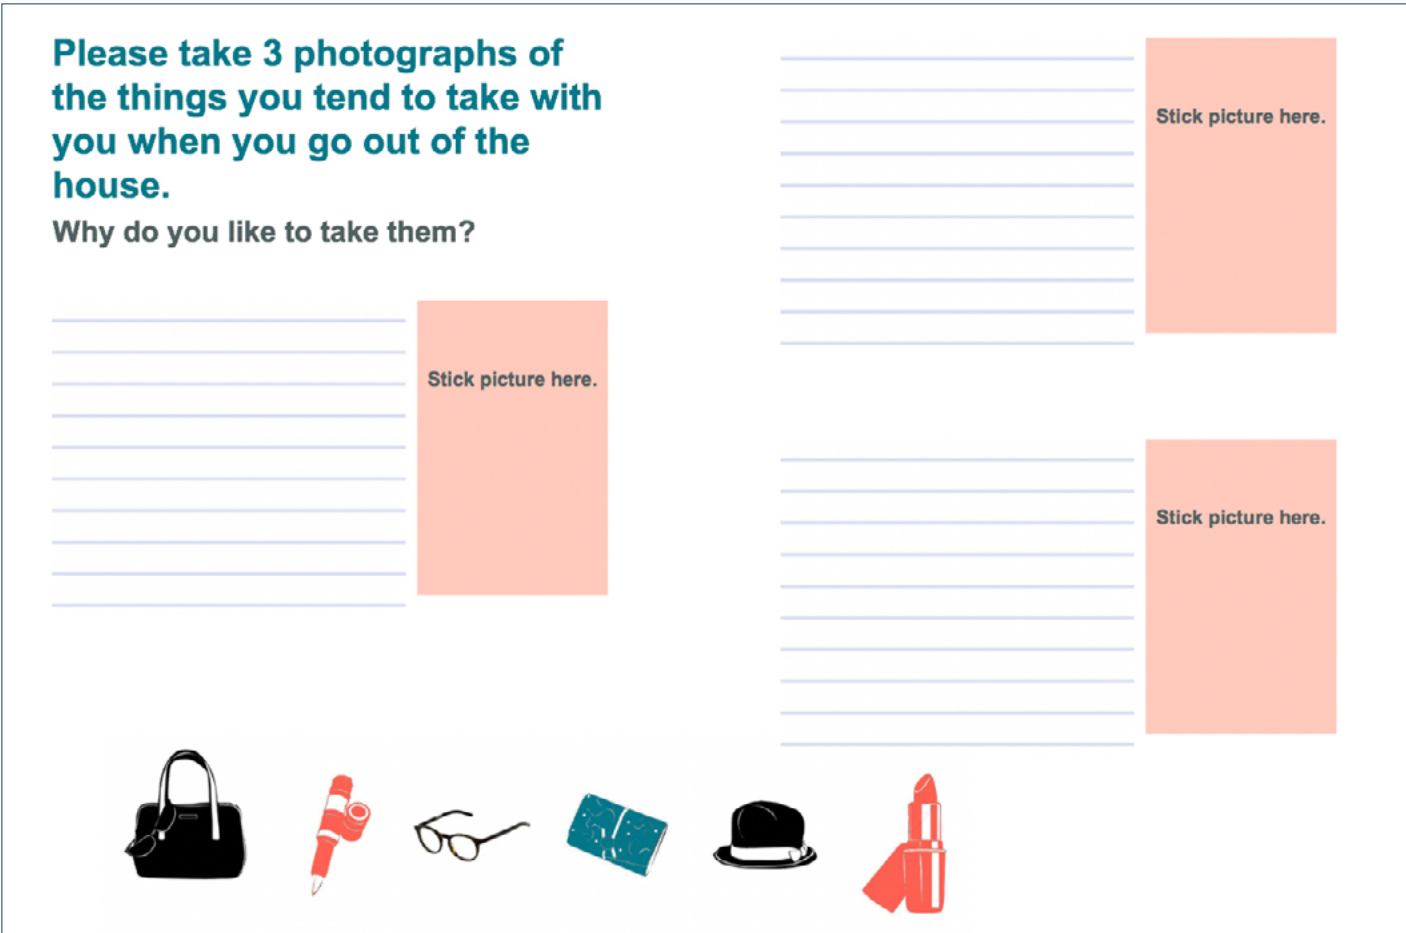 Please take 3 photographs of
the things you tend to take with
you when you go out of the
house.
Why do you like to take them?
Stick picture here.
Stick picture here.
Stick picture here.